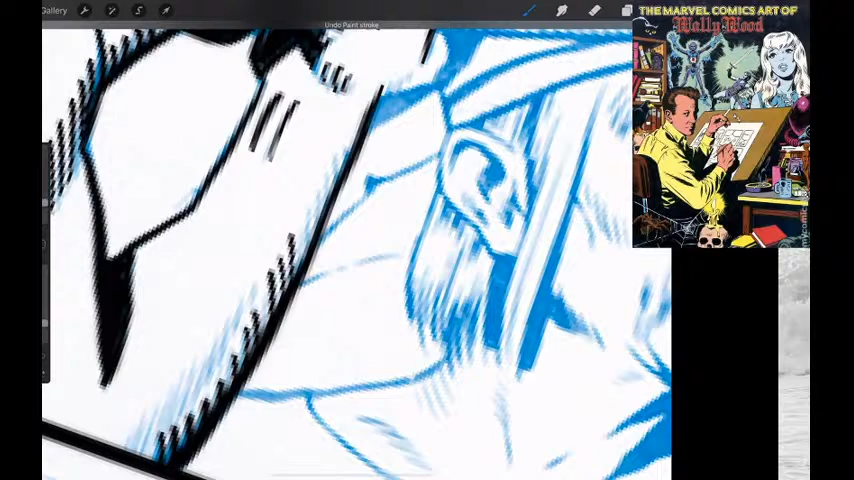 Gallery
Undo Paint stroke
THE MARVEL COMICS ART OF
Wally Wood